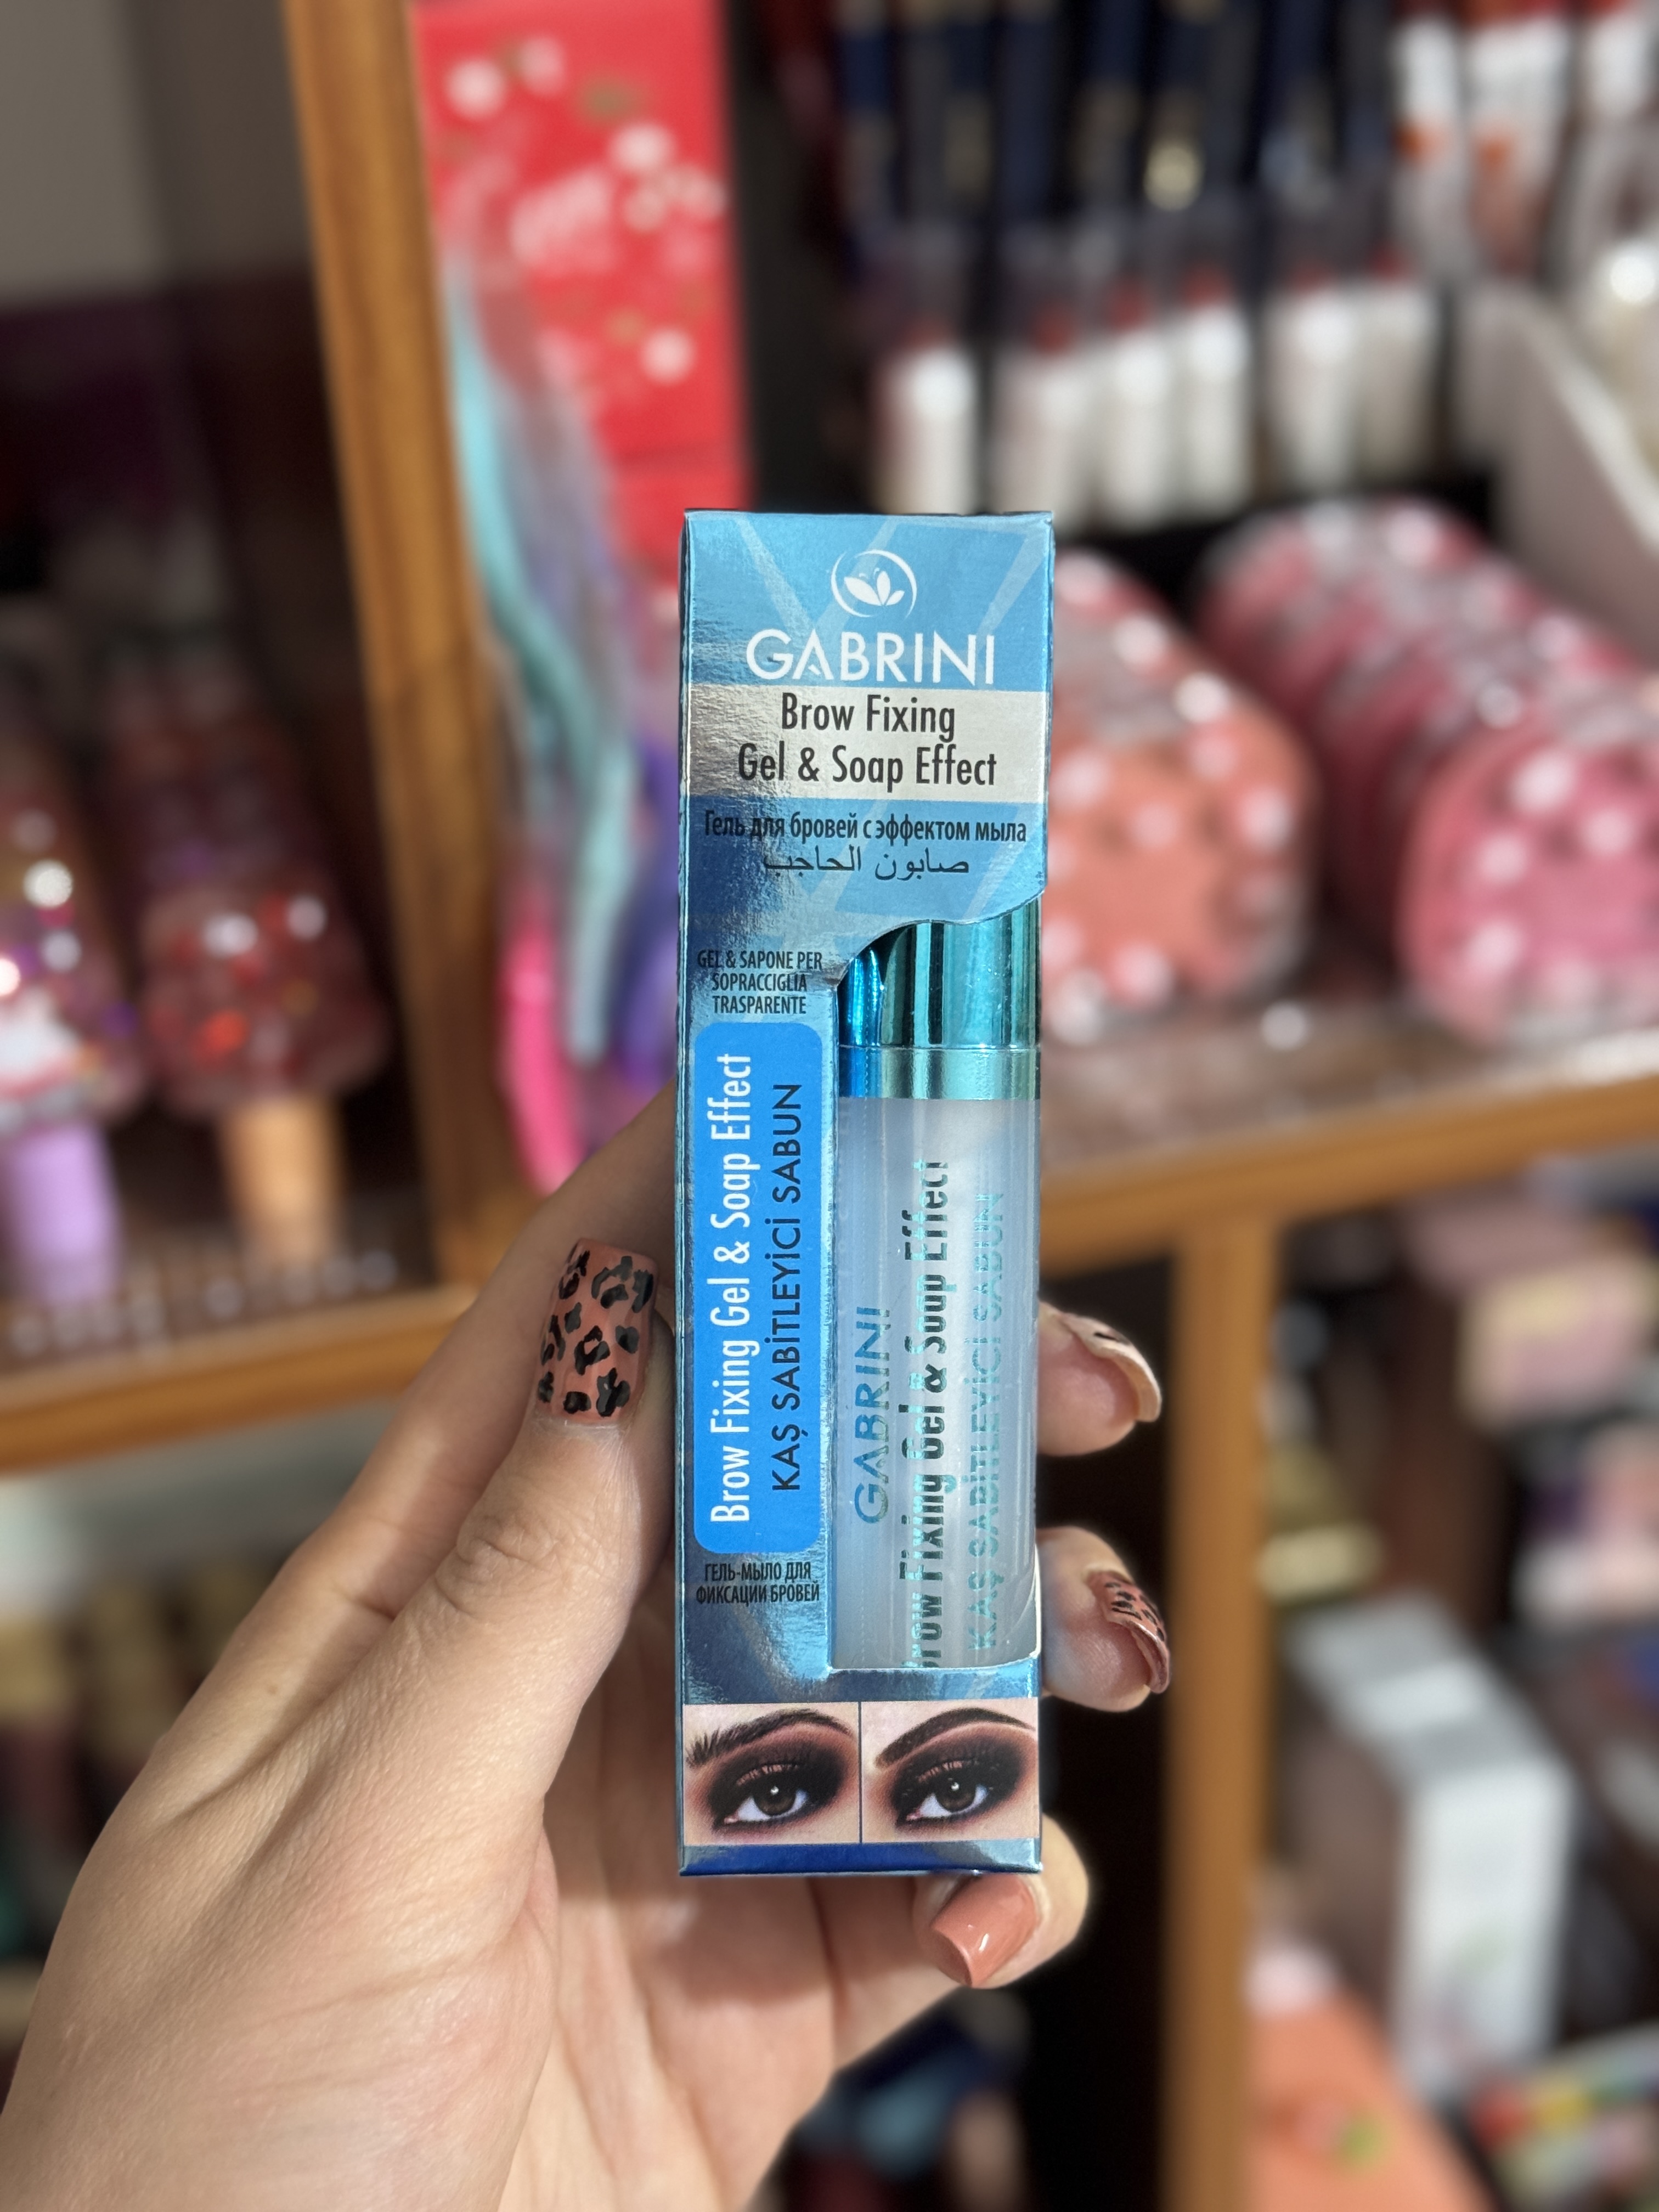 GABRINI
Brow Fixing
Gel & Soap Effect
Гель для бровей с эффектом мыла
صابون الحاجب
GEL & SAPONE PER
SOPRACCIGLIA
TRASPARENTE
Brow Fixing Gel & Soap Effect
KAŞ SABİTLEYİCİ SABUN
GABRINI
Brow Fixing Gel & Soap Effect
KAŞ SABİTLEYİCİ SABUN
ГЕЛЬ-МЫЛО ДЛЯ
ФИКСАЦИИ БРОВЕЙ